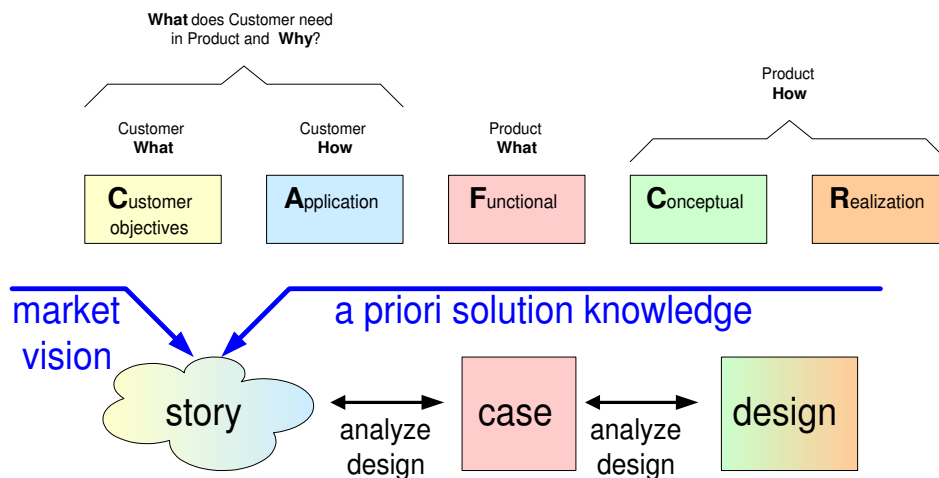 What does Customer need
in Product and Why?
Product
How
Customer
What
Customer
How
Product
What
Customer
objectives
Application
Functional
Conceptual
Realization
market
vision
a priori solution knowledge
story
analyze
design
case
analyze
design
design